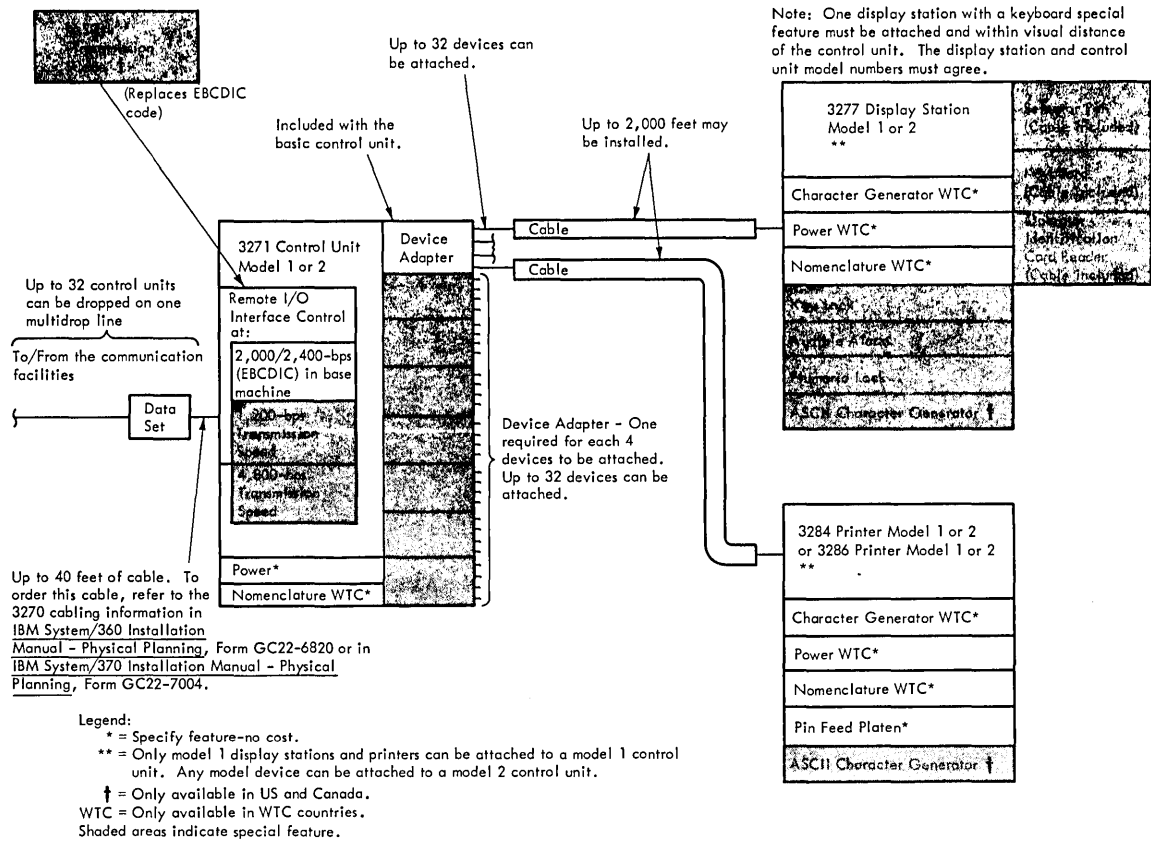 Transmission
(Replaces EBCDIC
code)
Up to 32 devices can
be attached.
Included with the
basic control unit.
Up to 2,000 feet may
be installed.
Note: One display station with a keyboard special
feature must be attached and within visual distance
of the control unit. The display station and control
unit model numbers must agree.
3277 Display Station
Model 1 or 2
**
Character Generator WTC*
Power WTC*
Nomenclature WTC*
Numeric Lock
ASCII Character Generator †
(Cable Included)
Identification
Card Reader
(Cable Included)
Cable
Cable
3271 Control Unit
Model 1 or 2
Device
Adapter
Remote I/O
Interface Control
at:
2,000/2,400-bps
(EBCDIC) in base
machine
1,200-bps
Transmission
Speed
4,800-bps
Transmission
Speed
Power*
Nomenclature WTC*
Up to 32 control units
can be dropped on one
multidrop line
To/From the communication
facilities
Data
Set
Device Adapter - One
required for each 4
devices to be attached.
Up to 32 devices can be
attached.
3284 Printer Model 1 or 2
or 3286 Printer Model 1 or 2
**
Character Generator WTC*
Power WTC*
Nomenclature WTC*
Pin Feed Platen*
ASCII Character Generator †
Up to 40 feet of cable. To
order this cable, refer to the
3270 cabling information in
IBM System/360 Installation
Manual - Physical Planning, Form GC22-6820 or in
IBM System/370 Installation Manual - Physical
Planning, Form GC22-7004.
Legend:
* = Specify feature-no cost.
** = Only model 1 display stations and printers can be attached to a model 1 control
unit. Any model device can be attached to a model 2 control unit.
† = Only available in US and Canada.
WTC = Only available in WTC countries.
Shaded areas indicate special feature.